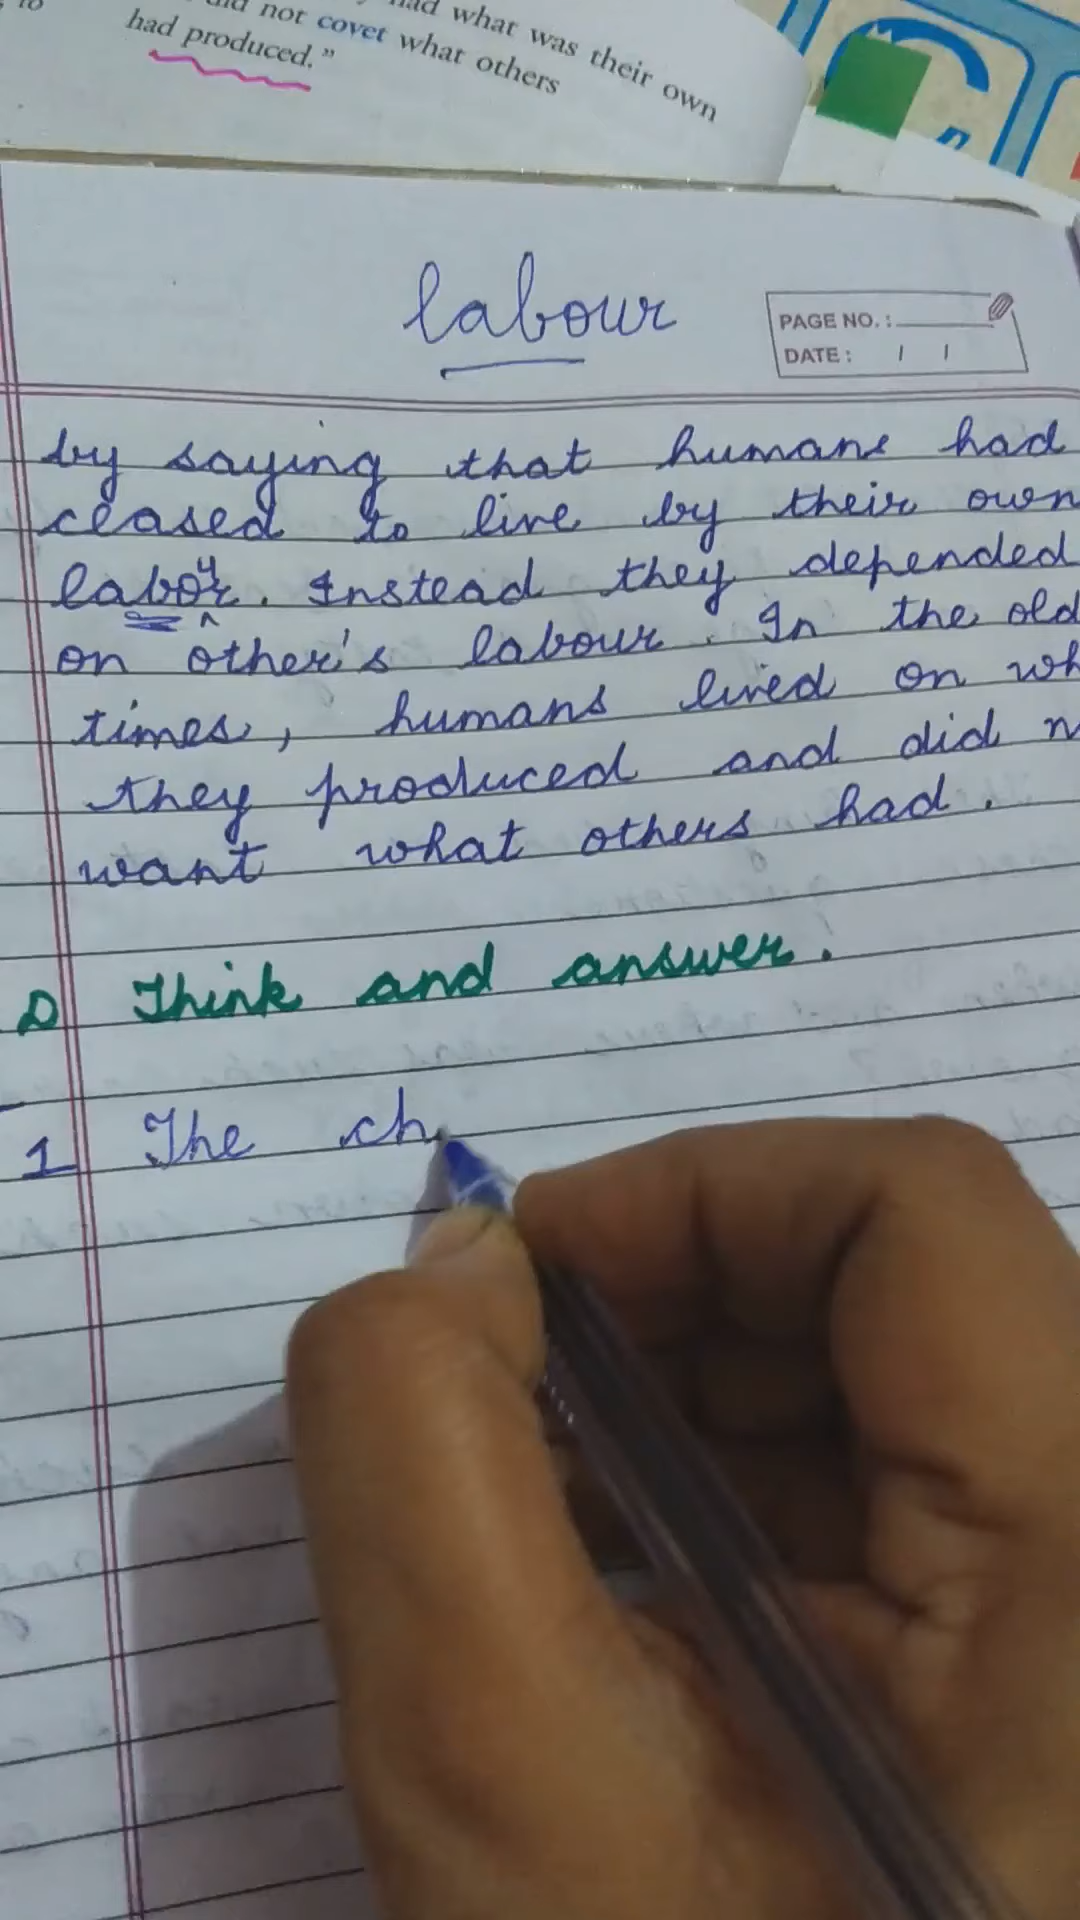 had what was their own
did not covet what others
had produced.”
labour
PAGE NO.:
DATE: / /
by saying that humans had
ceased to live by their own
labour. Instead they depended
on other's labour. In the old
times, humans lived on wh
they produced and did n
want what others had.
D Think and answer.
1 The ch